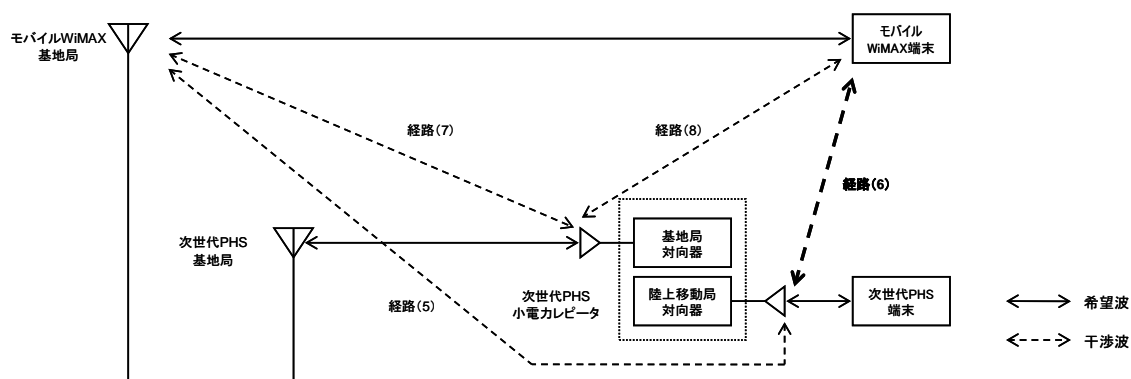 モバイルWiMAX
基地局
モバイル
WiMAX端末
経路(7)
経路(8)
経路(6)
次世代PHS
基地局
基地局
対向器
経路(5)
次世代PHS
小電力レピータ
陸上移動局
対向器
次世代PHS
端末
希望波
干渉波